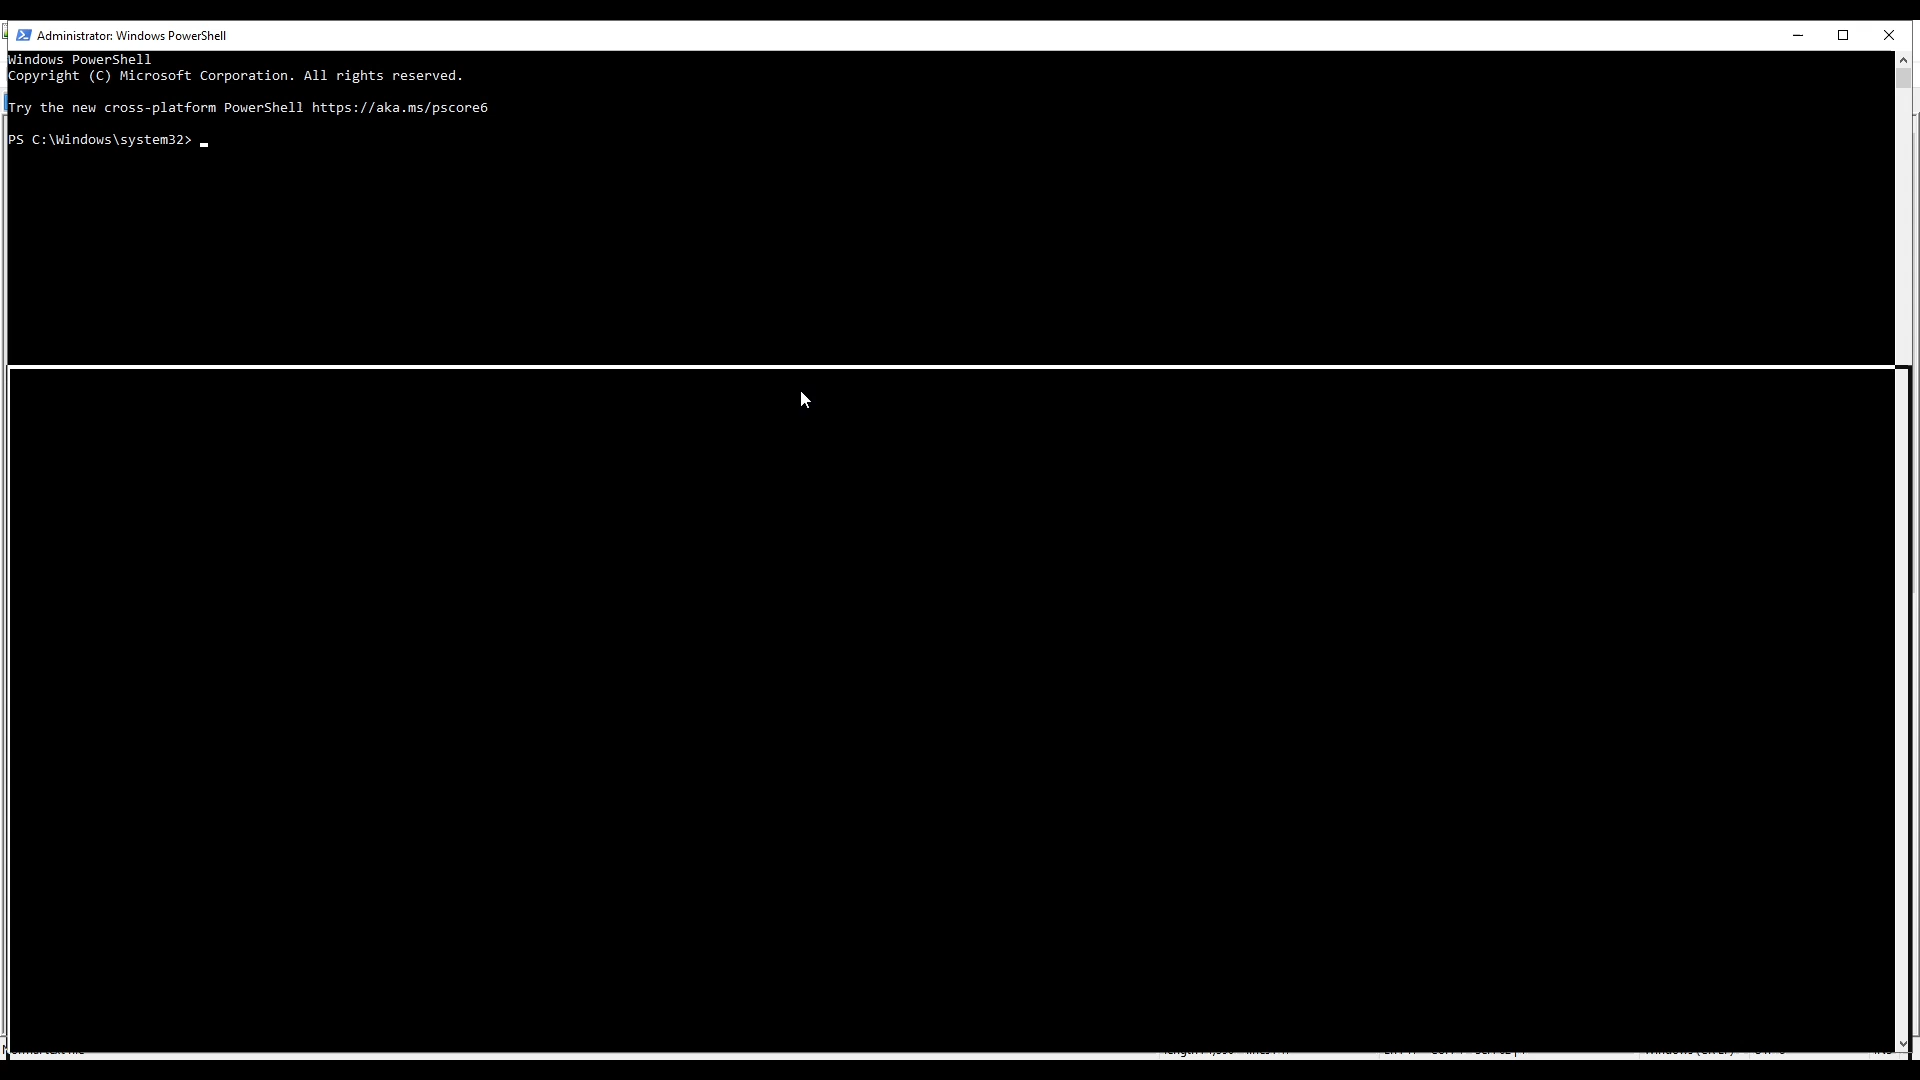 Administrator: Windows PowerShell
Windows PowerShell
Copyright (C) Microsoft Corporation. All rights reserved.
Try the new cross-platform PowerShell https://aka.ms/pscore6
PS C:\Windows\system32>